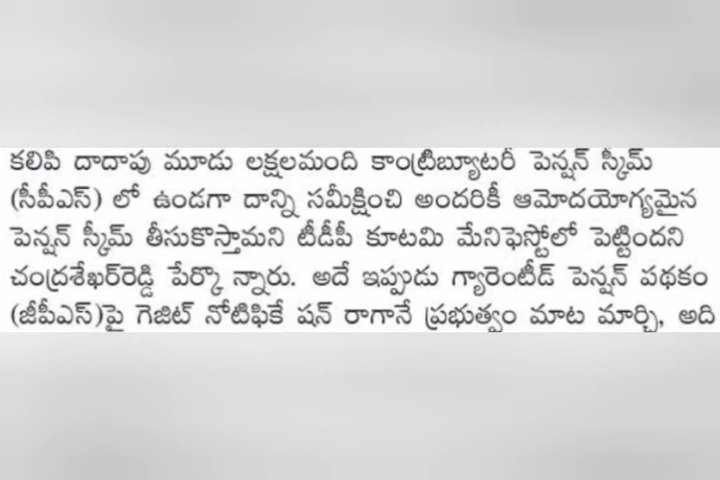 కలిపి దాదాపు మూడు లక్షలమంది కాంట్రిబ్యూటరీ పెన్షన్ స్కీమ్
(సీపీఎస్) లో ఉండగా దాన్ని సమీక్షించి అందరికీ ఆమోదయోగ్యమైన
పెన్షన్ స్కీమ్ తీసుకొస్తామని టీడీపీ కూటమి మేనిఫెస్టోలో పెట్టిందని
చంద్రశేఖర్‌రెడ్డి పేర్కొ న్నారు. అదే ఇప్పుడు గ్యారెంటీడ్ పెన్షన్ పథకం
(జీపీఎస్)పై గెజిట్ నోటిఫికే షన్ రాగానే ప్రభుత్వం మాట మార్చి, అది